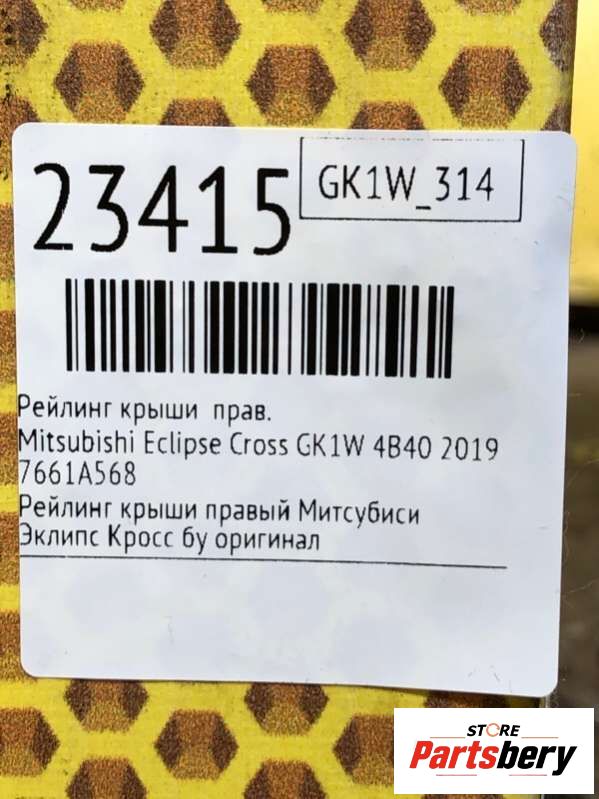 23415
GK1W_314
Рейлинг крыши прав.
Mitsubishi Eclipse Cross GK1W 4B40 2019
7661A568
Рейлинг крыши правый Митсубиси
Эклипс Кросс бу оригинал
STORE
Partsbery